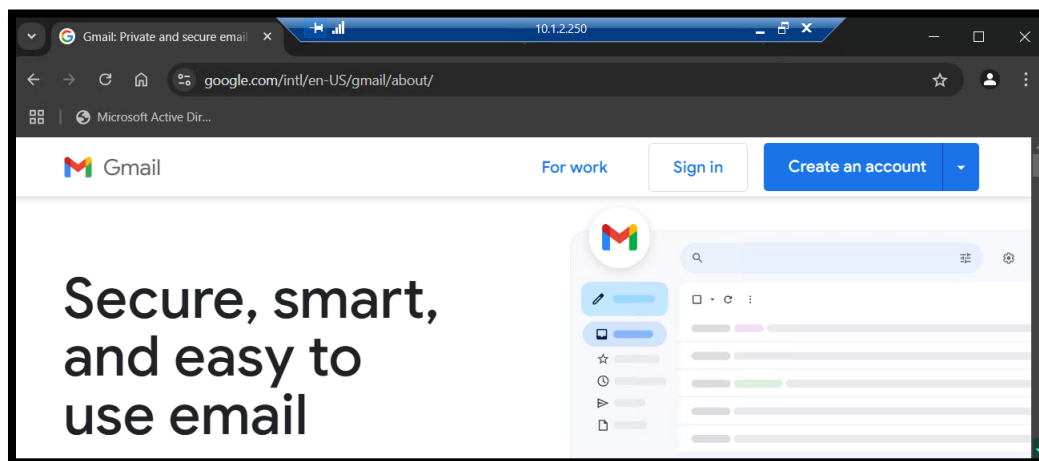 10.1.2.250
Gmail: Private and secure email
google.com/intl/en-US/gmail/about/
Microsoft Active Dir...
Gmail
For work
Sign in
Create an account
Secure, smart,
and easy to
use email